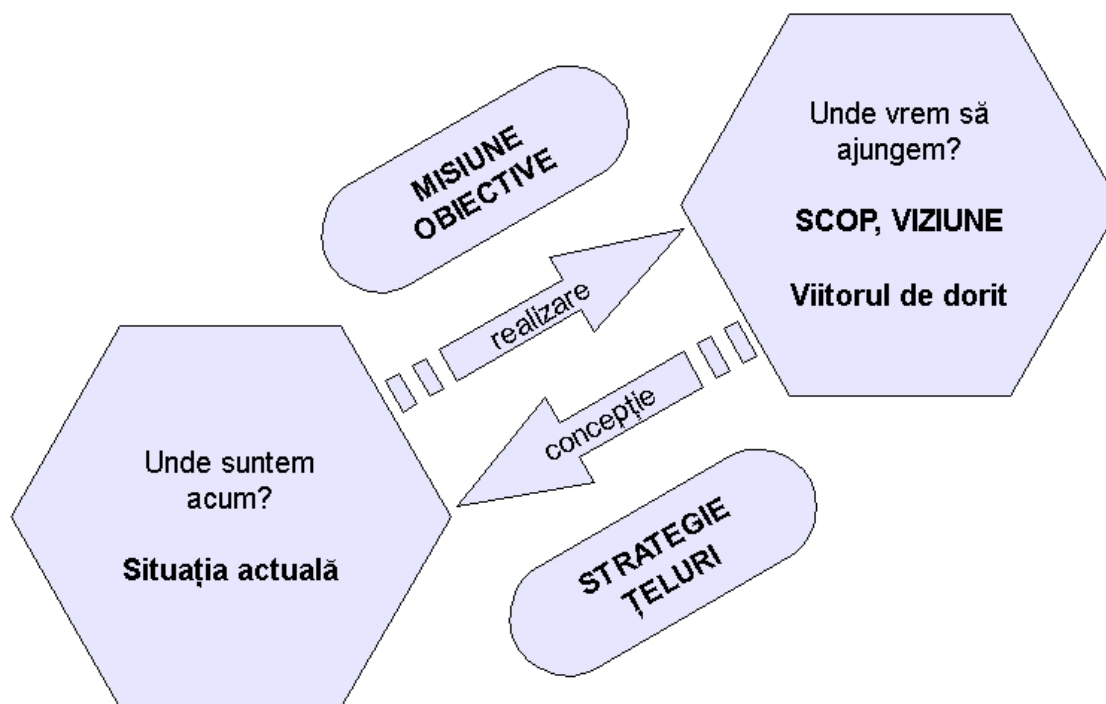 MISIUNE
OBIECTIVE
Unde vrem să
ajungem?
SCOP, VIZIUNE
Viitorul de dorit
realizare
concepție
Unde suntem
acum?
Situația actuală
STRATEGIE
ȚELURI